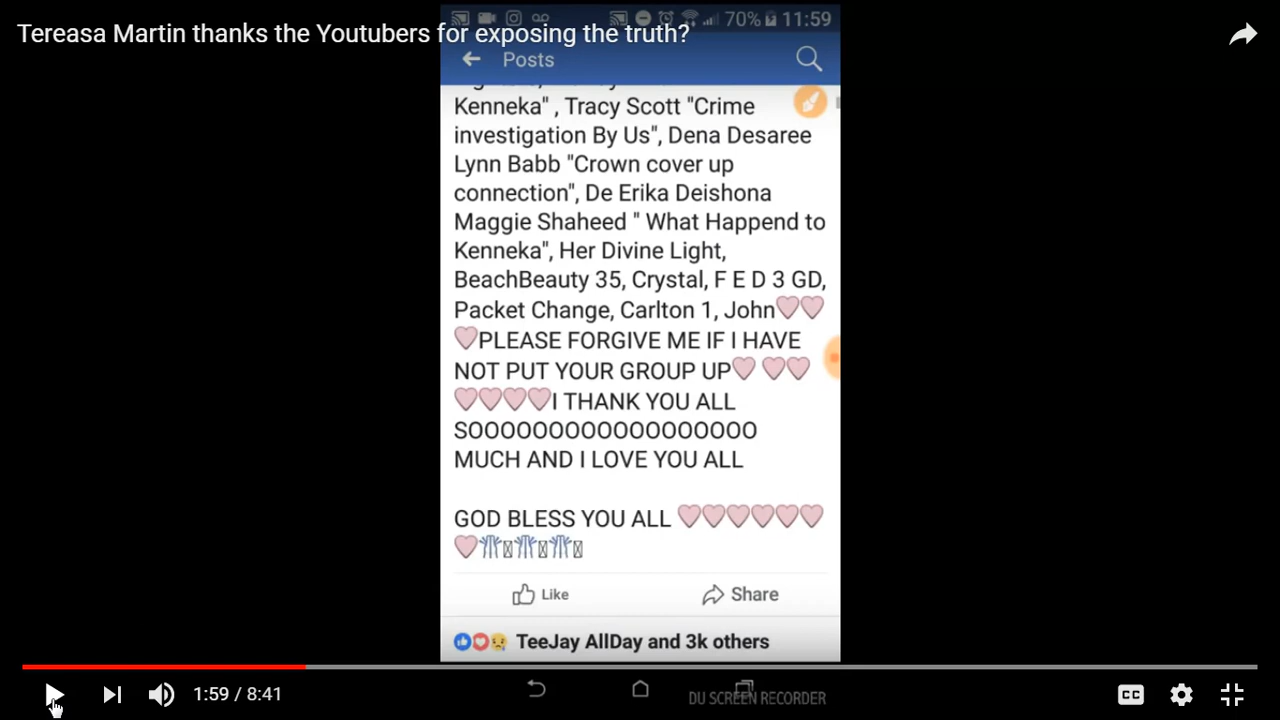 70% 11:59
Tereasa Martin thanks the Youtubers for exposing the truth?
Posts
Kenneka" , Tracy Scott "Crime
investigation By Us", Dena Desaree
Lynn Babb "Crown cover up
connection", De Erika Deishona
Maggie Shaheed " What Happend to
Kenneka", Her Divine Light,
BeachBeauty 35, Crystal, F E D 3 GD,
Packet Change, Carlton 1, John
PLEASE FORGIVE ME IF I HAVE
NOT PUT YOUR GROUP UP
I THANK YOU ALL
SOOOOOOOOOOOOOOOOOO
MUCH AND I LOVE YOU ALL
GOD BLESS YOU ALL
Like Share
TeeJay AllDay and 3k others
1:59 / 8:41 DU SCREEN RECORDER CC